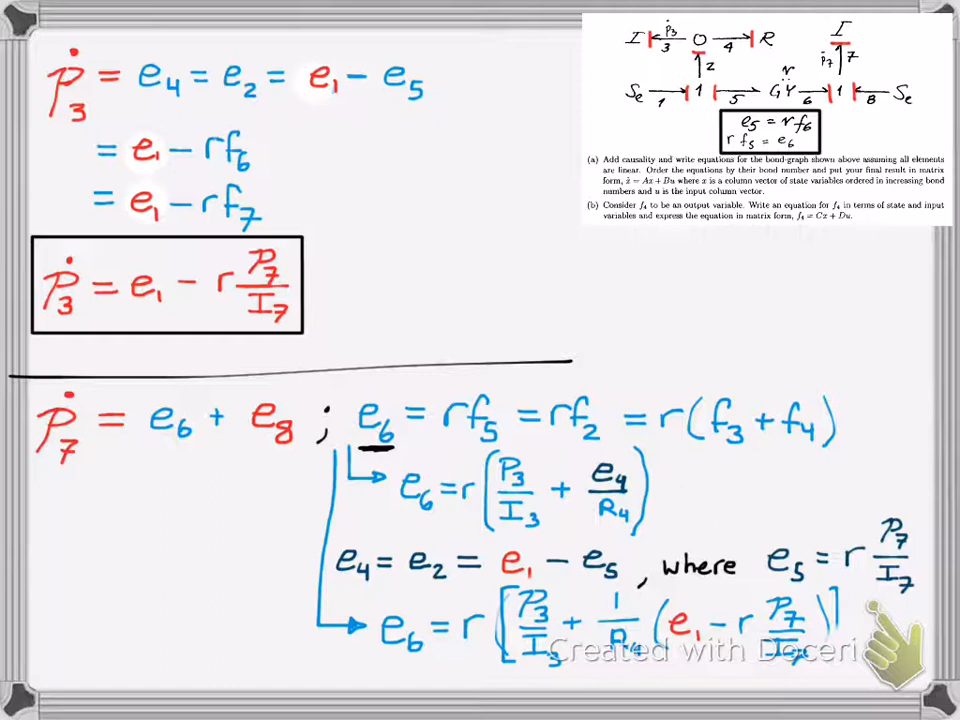 ṗ₃ = e₄ = e₂ = e₁ − e₅
= e₁ − rf₆
= e₁ − rf₇
ṗ₃ = e₁ − r P₇/I₇
I ṗ₃ 3 O 4 R I
2 ṗ₇ 7
Se 1 1 5 GY r 6 1 8 Se
e₅ = rf₆
rf₅ = e₆
(a) Add causality and write equations for the bond-graph shown above assuming all elements
are linear. Order the equations by their bond number and put your final result in matrix
form, ẋ = Ax + Du where x is a column vector of state variables ordered in increasing bond
numbers and u is the input column vector.
(b) Consider f₄ to be an output variable. Write an equation for f₄ in terms of state and input
variables and express the equation in matrix form, f₄ = Cx + Du.
ṗ₇ = e₆ + e₈ ; e₆ = rf₅ = rf₂ = r(f₃ + f₄)
e₆ = r(P₃/I₃ + e₄/R₄)
e₄ = e₂ = e₁ − e₅ , where e₅ = r P₇/I₇
e₆ = r[P₃/I₃ + 1/R₄ (e₁ − r P₇/I₇)]
Created with Doceri